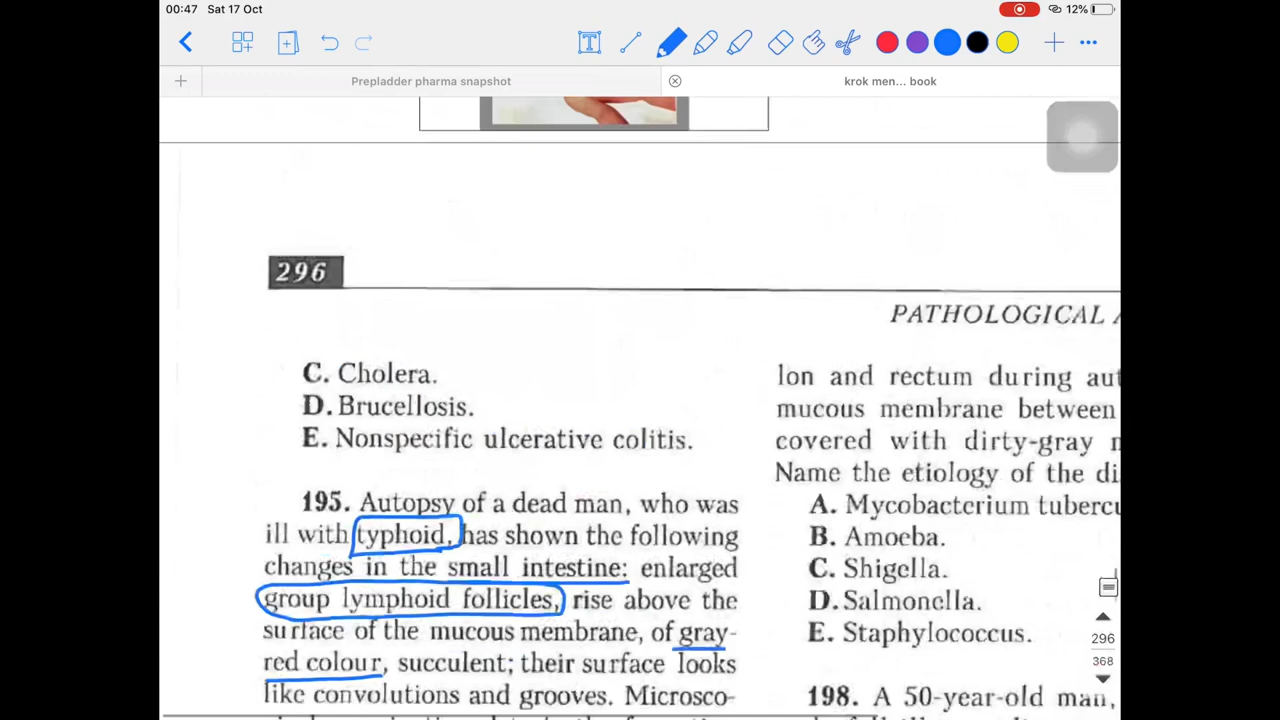 00:47 Sat 17 Oct
12%
Prepladder pharma snapshot
krok men... book
296
PATHOLOGICAL
C. Cholera.
D. Brucellosis.
E. Nonspecific ulcerative colitis.
195. Autopsy of a dead man, who was
ill with typhoid, has shown the following
changes in the small intestine: enlarged
group lymphoid follicles, rise above the
surface of the mucous membrane, of gray-
red colour, succulent; their surface looks
like convolutions and grooves. Microsco-
lon and rectum during aut
mucous membrane between
covered with dirty-gray
Name the etiology of the di
A. Mycobacterium tubercu
B. Amoeba.
C. Shigella.
D. Salmonella.
E. Staphylococcus.
198. A 50-year-old man,
296
368